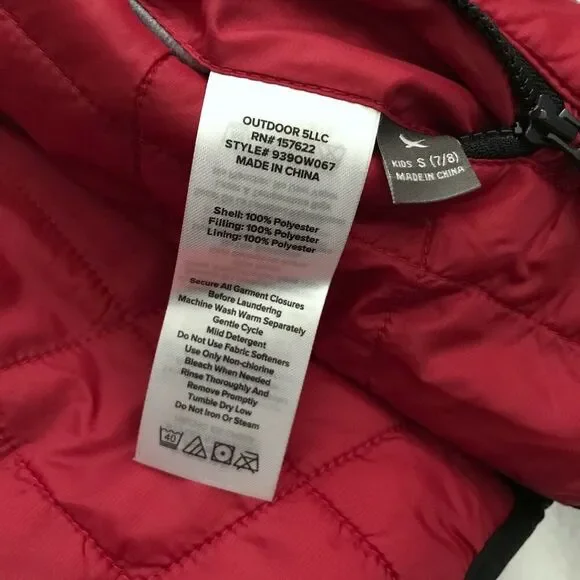 OUTDOOR 5LLC
RN# 157622
STYLE# 939OW067
MADE IN CHINA
Shell: 100% Polyester
Filling: 100% Polyester
Lining: 100% Polyester
Secure All Garment Closures
Before Laundering
Machine Wash Warm Separately
Gentle Cycle
Mild Detergent
Do Not Use Fabric Softeners
Use Only Non-chlorine
Bleach When Needed
Rinse Thoroughly And
Remove Promptly
Tumble Dry Low
Do Not Iron Or Steam
40
KIDS S (7/8)
MADE IN CHINA